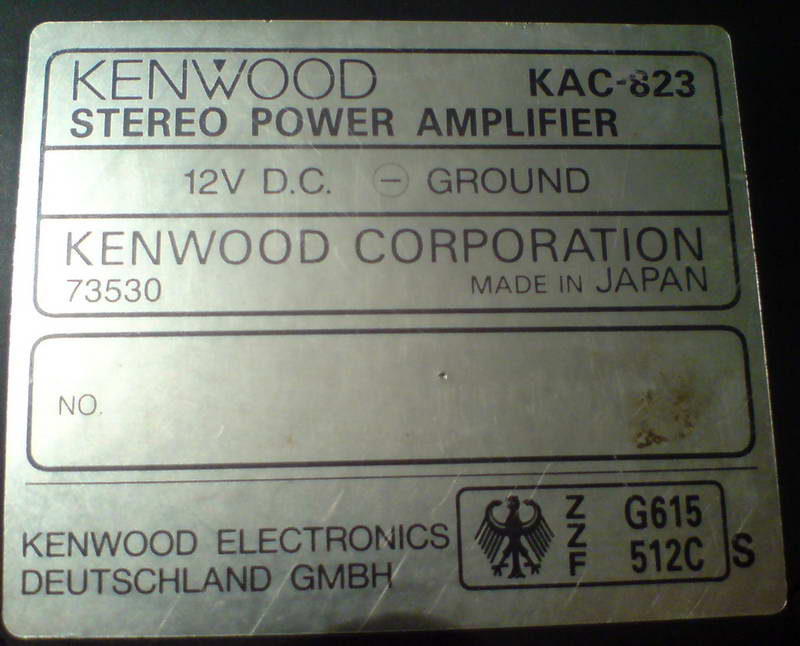 KENWOOD KAC-823
STEREO POWER AMPLIFIER
12V D.C. ⊖ GROUND
KENWOOD CORPORATION
73530 MADE IN JAPAN
NO.
KENWOOD ELECTRONICS
DEUTSCHLAND GMBH
ZZF G615
512C S